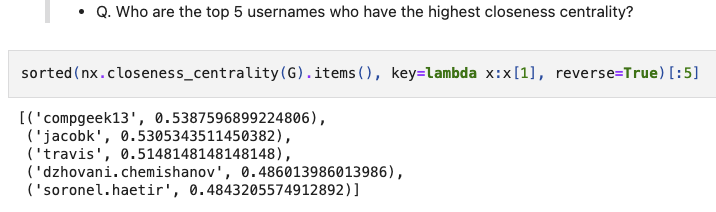 • Q. Who are the top 5 usernames who have the highest closeness centrality?
sorted(nx.closeness_centrality(G).items(), key=lambda x:x[1], reverse=True)[:5]
[('compgeek13', 0.5387596899224806),
('jacobk', 0.5305343511450382),
('travis', 0.5148148148148148),
('dzhovani.chemishanov', 0.486013986013986),
('soronel.haetir', 0.4843205574912892)]